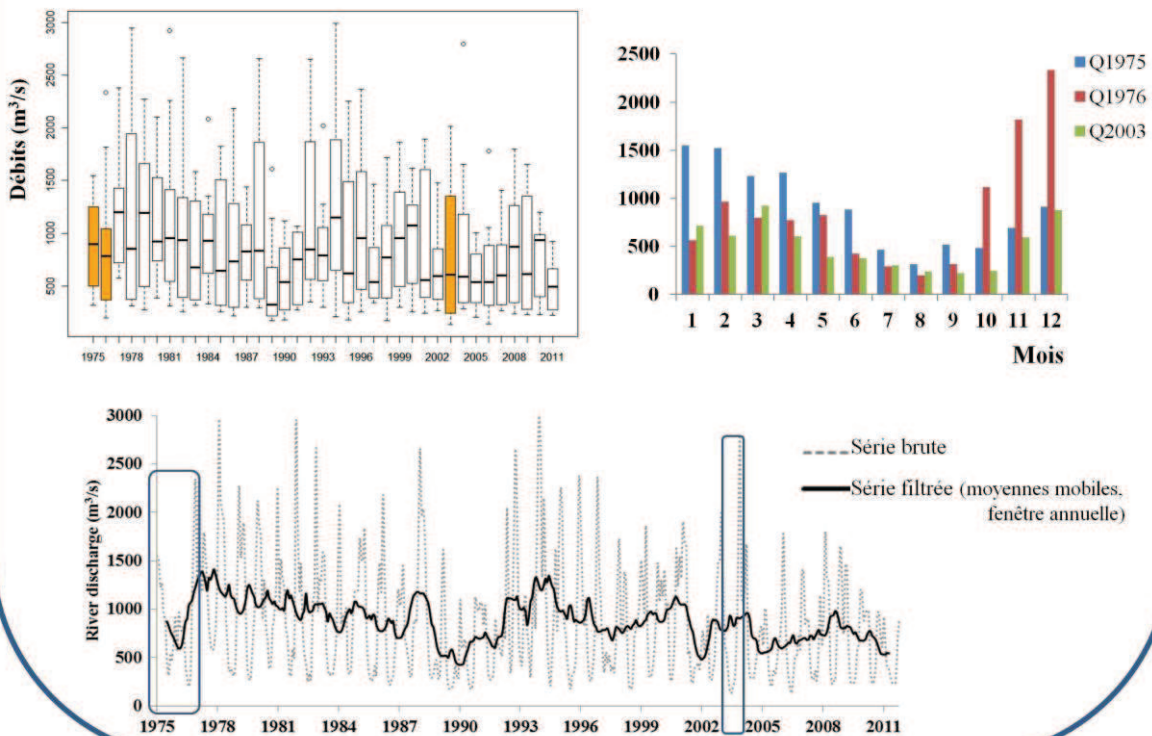 Débits (m³/s)
3000
2500
2000
1500
1000
500
1975 1978 1981 1984 1987 1990 1993 1996 1999 2002 2005 2008 2011
2500
2000
1500
1000
500
0
1 2 3 4 5 6 7 8 9 10 11 12
Mois
Q1975
Q1976
Q2003
River discharge (m³/s)
3000
2500
2000
1500
1000
500
0
1975 1978 1981 1984 1987 1990 1993 1996 1999 2002 2005 2008 2011
Série brute
Série filtrée (moyennes mobiles,
fenêtre annuelle)